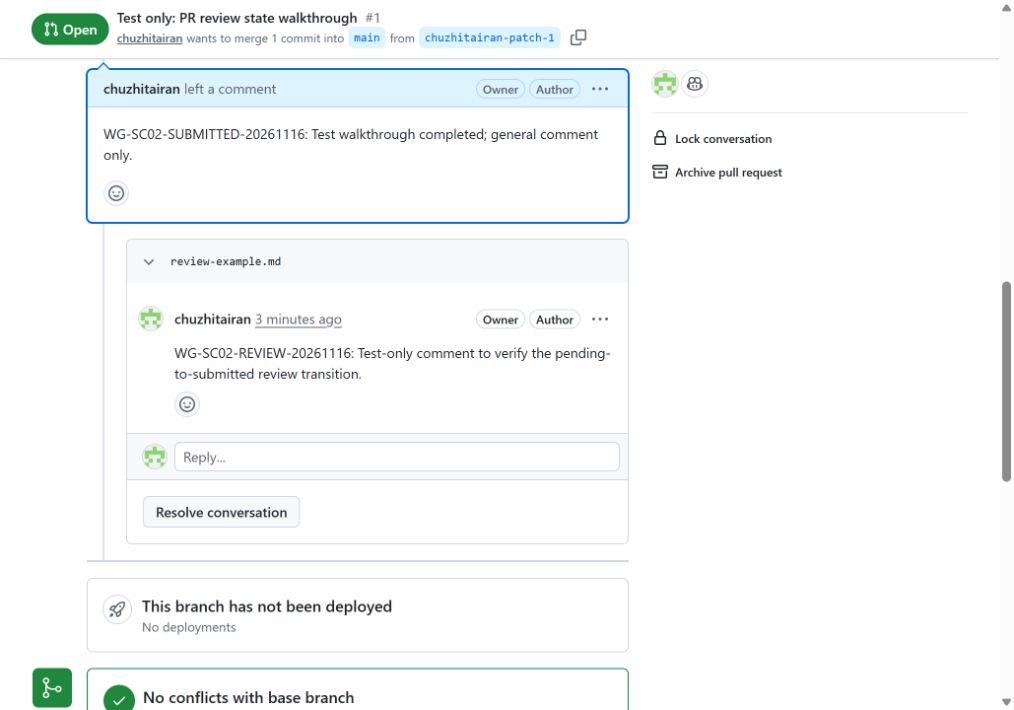 Open
Test only: PR review state walkthrough #1
chuzhitairan wants to merge 1 commit into main from chuzhitairan-patch-1
chuzhitairan left a comment Owner Author
WG-SC02-SUBMITTED-20261116: Test walkthrough completed; general comment
only.
Lock conversation
Archive pull request
review-example.md
chuzhitairan 3 minutes ago Owner Author
WG-SC02-REVIEW-20261116: Test-only comment to verify the pending-
to-submitted review transition.
Reply...
Resolve conversation
This branch has not been deployed
No deployments
No conflicts with base branch